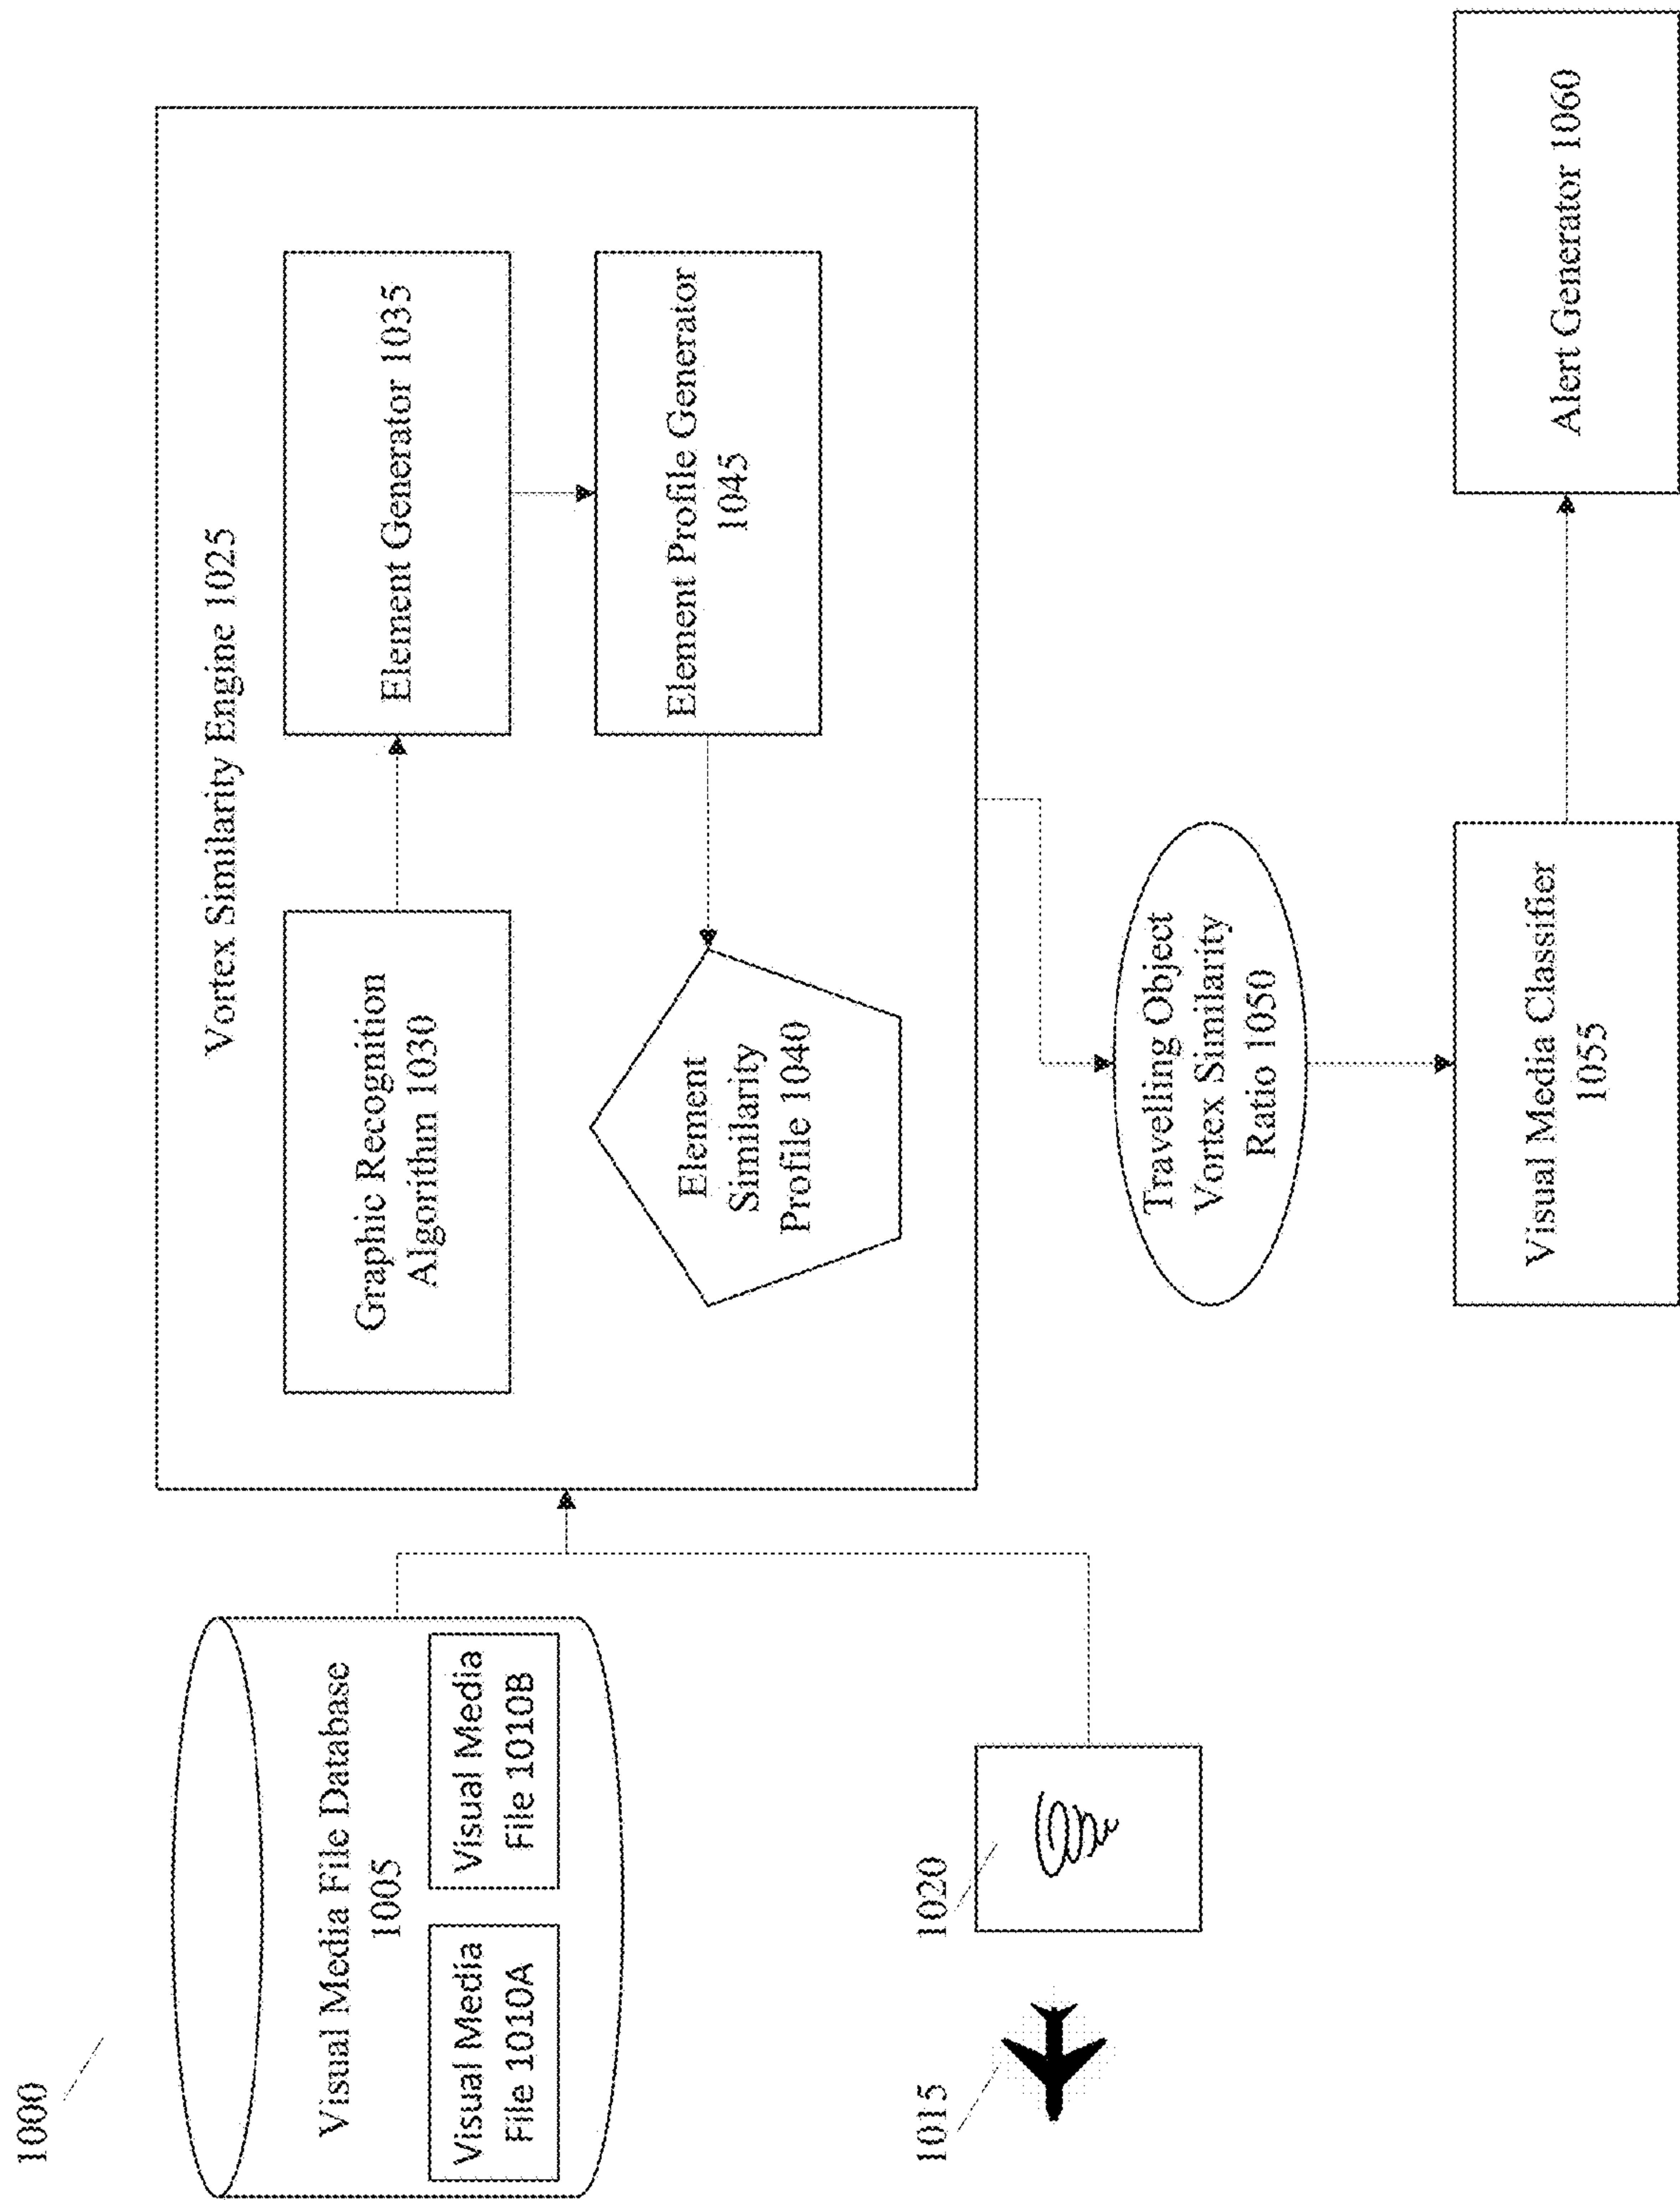 1000
Visual Media File Database
1005
Visual Media
File 1010A
Visual Media
File 1010B
1015
1020
Vortex Similarity Engine 1025
Graphic Recognition
Algorithm 1030
Element Generator 1035
Element
Similarity
Profile 1040
Element Profile Generator
1045
Travelling Object
Vortex Similarity
Ratio 1050
Visual Media Classifier
1055
Alert Generator 1060